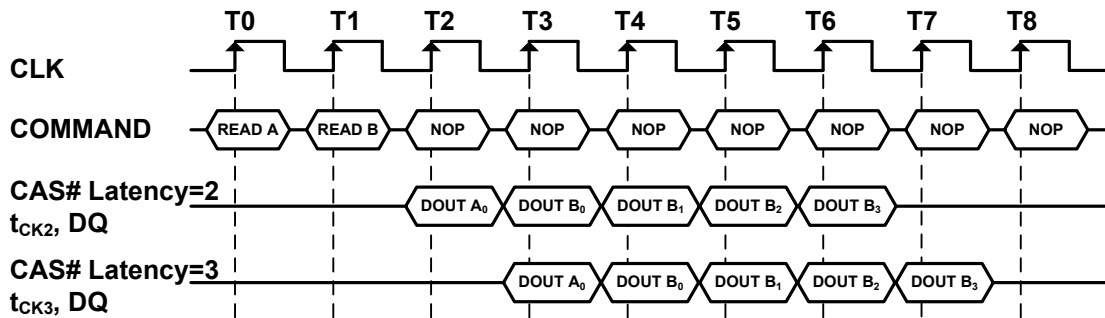 T0 T1 T2 T3 T4 T5 T6 T7 T8
CLK
COMMAND READ A READ B NOP NOP NOP NOP NOP NOP NOP
CAS# Latency=2
tCK2, DQ DOUT A0 DOUT B0 DOUT B1 DOUT B2 DOUT B3
CAS# Latency=3
tCK3, DQ DOUT A0 DOUT B0 DOUT B1 DOUT B2 DOUT B3